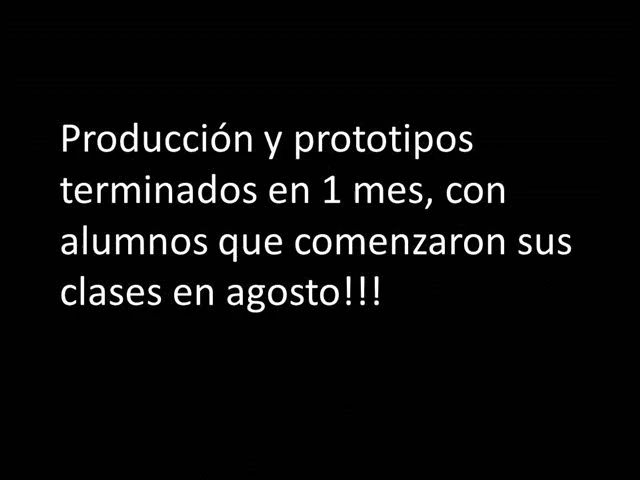 Producción y prototipos
terminados en 1 mes, con
alumnos que comenzaron sus
clases en agosto!!!